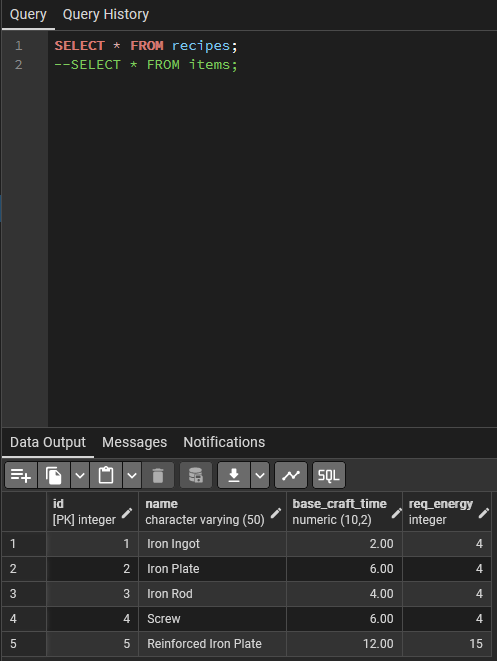 Query Query History
1 SELECT * FROM recipes;
2 --SELECT * FROM items;
Data Output Messages Notifications
SQL
id name base_craft_time req_energy
[PK] integer character varying (50) numeric (10,2) integer
1 1 Iron Ingot 2.00 4
2 2 Iron Plate 6.00 4
3 3 Iron Rod 4.00 4
4 4 Screw 6.00 4
5 5 Reinforced Iron Plate 12.00 15